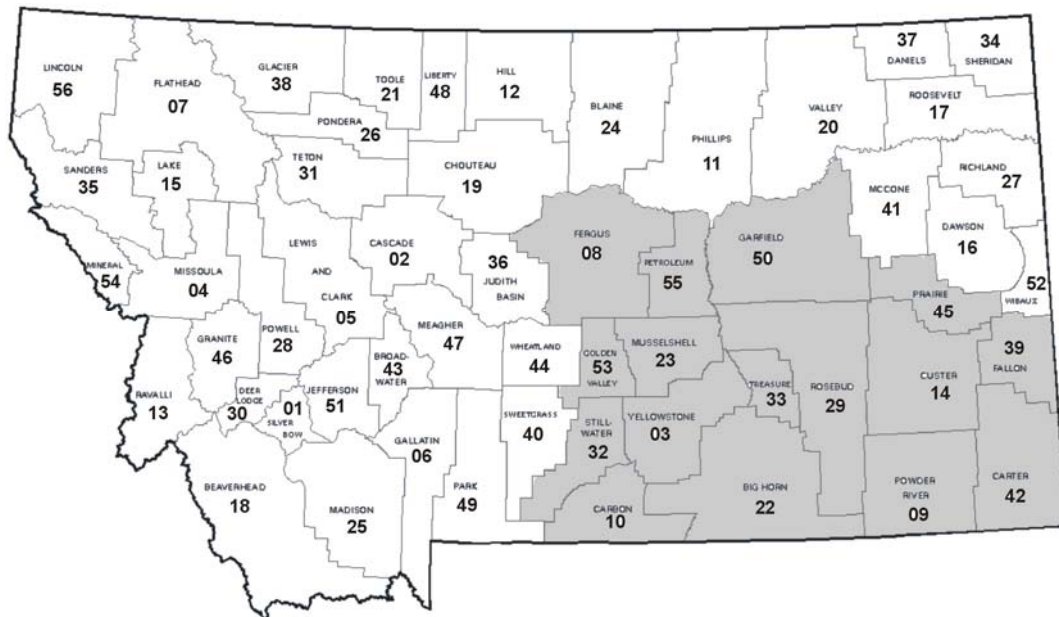 LINCOLN
56
FLATHEAD
07
GLACIER
38
TOOLE
21
LIBERTY
48
HILL
12
BLAINE
24
PHILLIPS
11
VALLEY
20
37
DANIELS
34
SHERIDAN
ROOSEVELT
17
PONDERA
26
TETON
31
CHOUTEAU
19
SANDERS
35
LAKE
15
MCCONE
41
RICHLAND
27
DAWSON
16
52
WIBAUX
MINERAL
54
MISSOULA
04
LEWIS
AND
CLARK
05
CASCADE
02
36
JUDITH
BASIN
FERGUS
08
PETROLEUM
55
GARFIELD
50
PRAIRIE
45
GRANITE
46
POWELL
28
MEAGHER
47
BROAD-
43
WATER
WHEATLAND
44
GOLDEN
53
VALLEY
MUSSELSHELL
23
TREASURE
33
ROSEBUD
29
CUSTER
14
39
FALLON
RAVALLI
13
DEER
LODGE
30
01
SILVER
BOW
JEFFERSON
51
GALLATIN
06
SWEETGRASS
40
STILL-
WATER
32
YELLOWSTONE
03
BEAVERHEAD
18
MADISON
25
PARK
49
CARBON
10
BIG HORN
22
POWDER
RIVER
09
CARTER
42